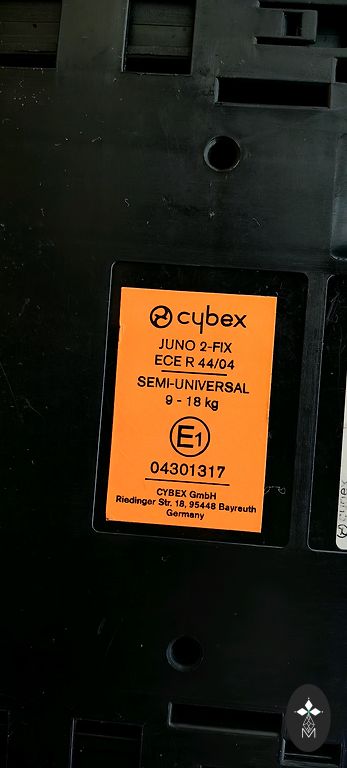 cybex
JUNO 2-FIX
ECE R 44/04
SEMI-UNIVERSAL
9 - 18 kg
E1
04301317
CYBEX GmbH
Riedinger Str. 18, 95448 Bayreuth
Germany
cybex
M